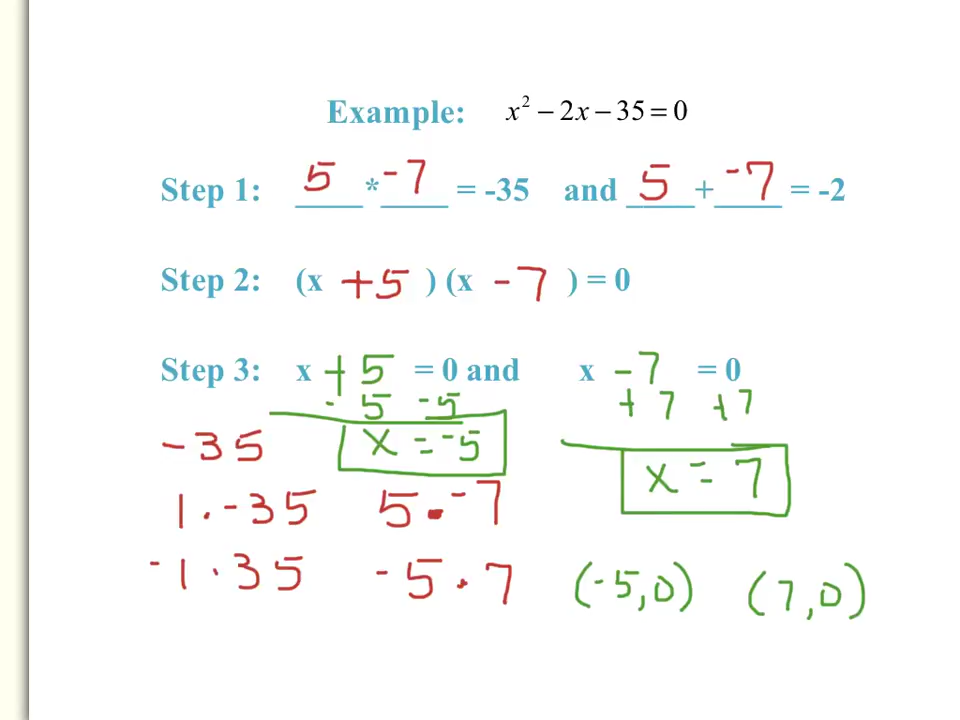 Example: x² − 2x − 35 = 0
Step 1: 5 * -7 = -35 and 5 + -7 = -2
Step 2: (x +5 ) (x -7 ) = 0
Step 3: x +5 = 0 and x -7 = 0
- 5 -5 + 7 +7
-35 x = -5 x = 7
1 · -35 5 · -7
-1 · 35 -5 · 7 (-5,0) (7,0)